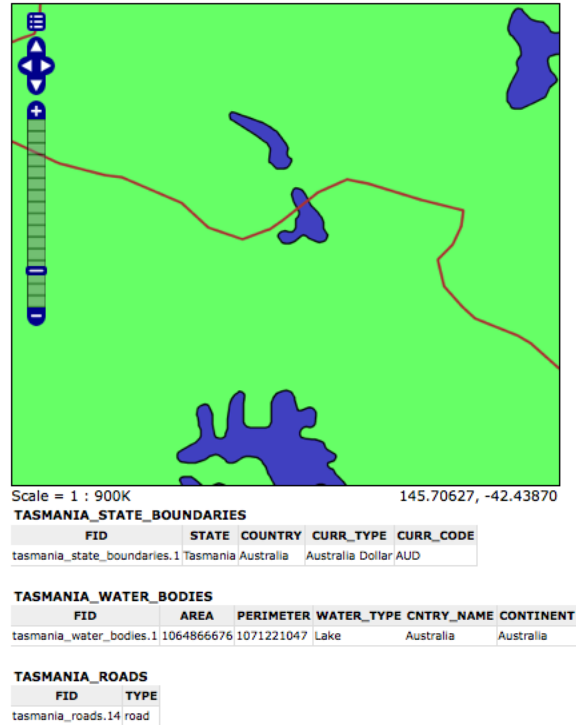 Scale = 1 : 900K 145.70627, -42.43870
TASMANIA_STATE_BOUNDARIES
FID STATE COUNTRY CURR_TYPE CURR_CODE
tasmania_state_boundaries.1 Tasmania Australia Australia Dollar AUD
TASMANIA_WATER_BODIES
FID AREA PERIMETER WATER_TYPE CNTRY_NAME CONTINENT
tasmania_water_bodies.1 1064866676 1071221047 Lake Australia Australia
TASMANIA_ROADS
FID TYPE
tasmania_roads.14 road